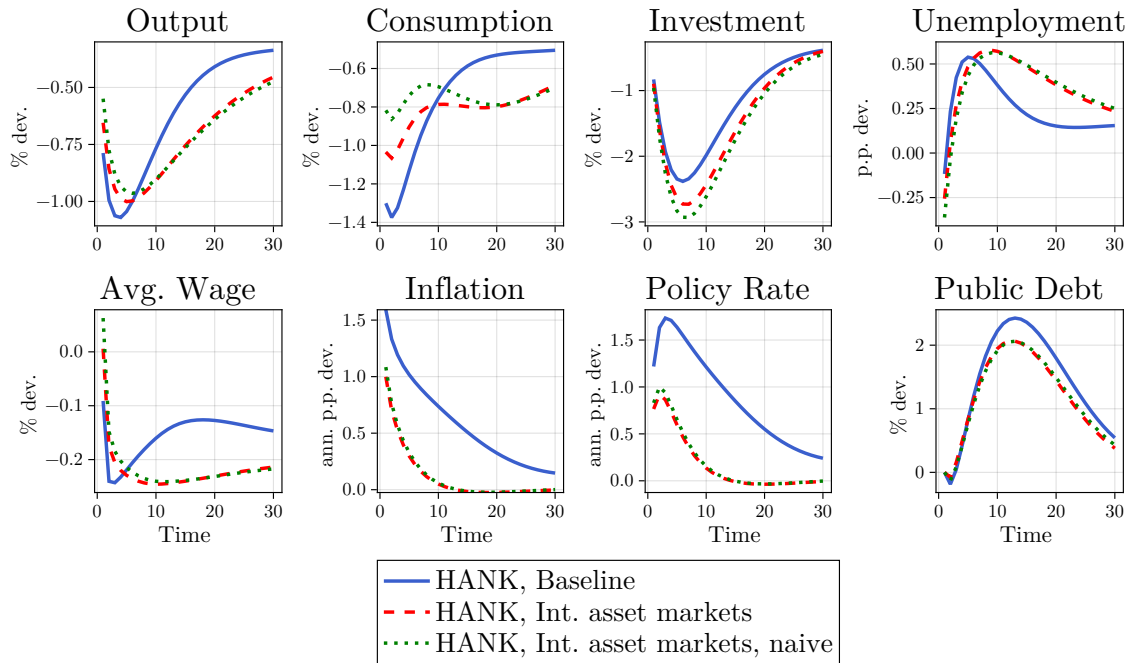 Output Consumption Investment Unemployment
% dev. % dev. % dev. p.p. dev.
−0.50 −0.75 −1.00
−0.6 −0.8 −1.0 −1.2 −1.4
−1 −2 −3
0.50 0.25 0.00 −0.25
0 10 20 30 0 10 20 30 0 10 20 30 0 10 20 30
Avg. Wage Inflation Policy Rate Public Debt
% dev. ann. p.p. dev. ann. p.p. dev. % dev.
0.0 −0.1 −0.2
1.5 1.0 0.5 0.0
1.5 1.0 0.5 0.0
2 1 0
0 10 20 30 0 10 20 30 0 10 20 30 0 10 20 30
Time Time Time Time
HANK, Baseline
HANK, Int. asset markets
HANK, Int. asset markets, naive